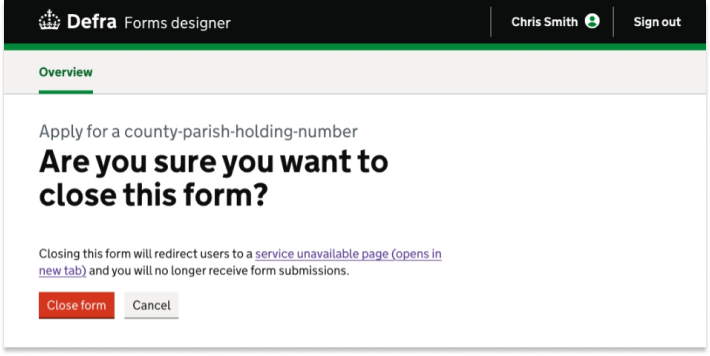 Defra Forms designer
Chris Smith
Sign out
Overview
Apply for a county-parish-holding-number
Are you sure you want to
close this form?
Closing this form will redirect users to a service unavailable page (opens in
new tab) and you will no longer receive form submissions.
Close form
Cancel